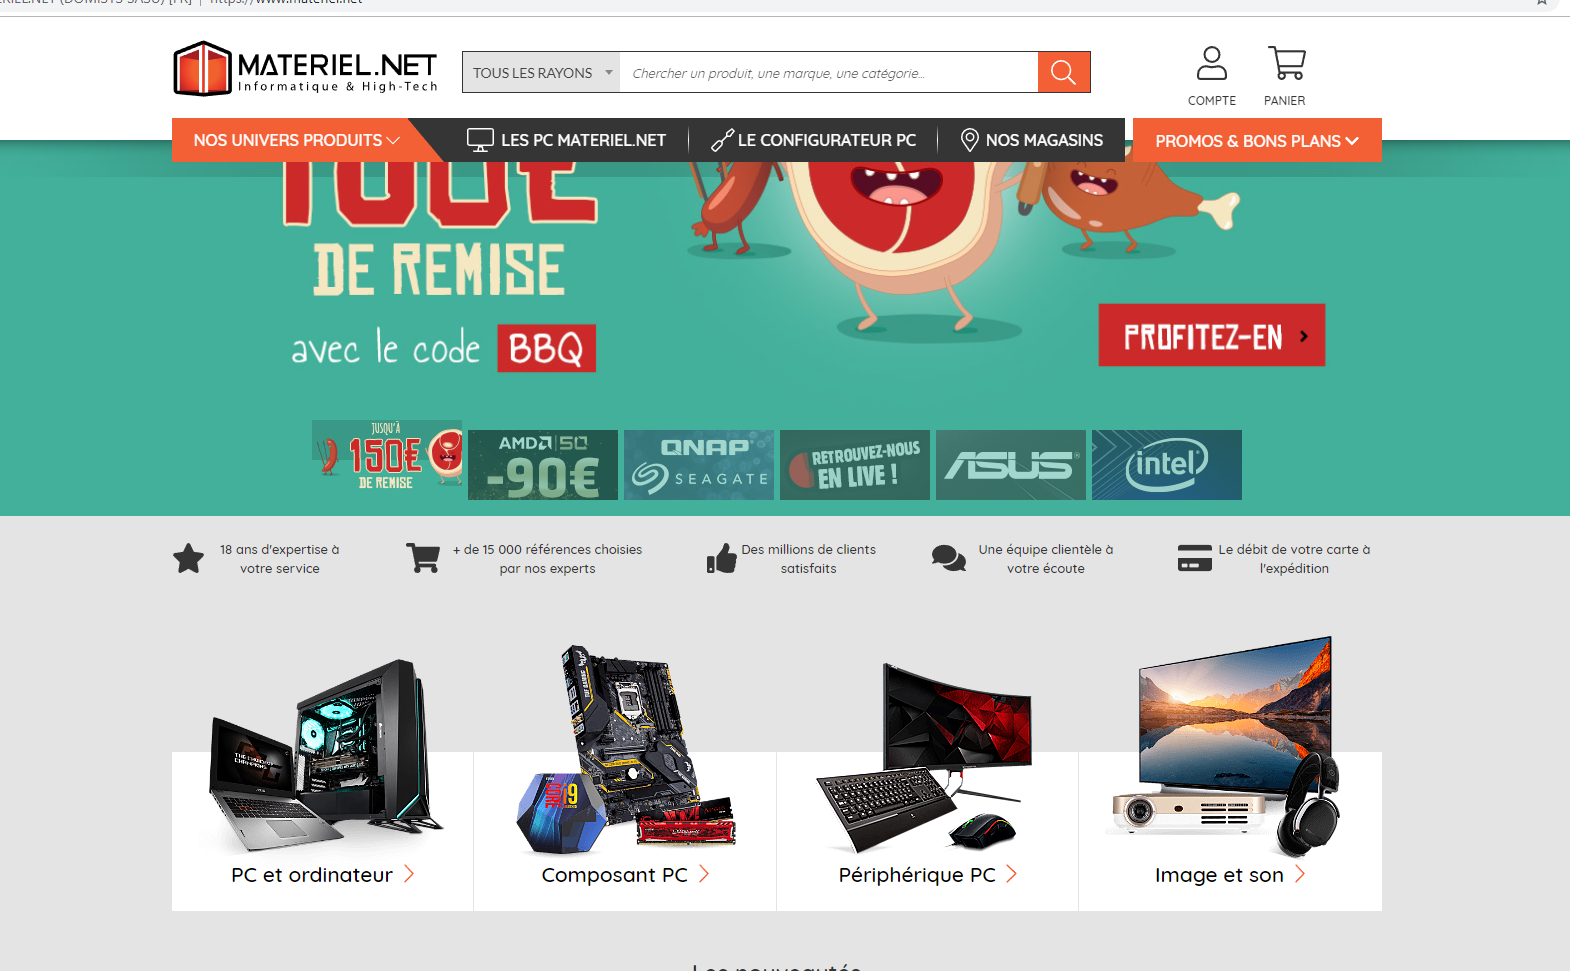 https://www.materiel.net
MATERIEL.NET
Informatique & High-Tech
TOUS LES RAYONS
Chercher un produit, une marque, une catégorie...
COMPTE
PANIER
NOS UNIVERS PRODUITS
LES PC MATERIEL.NET
LE CONFIGURATEUR PC
NOS MAGASINS
PROMOS & BONS PLANS
DE REMISE
avec le code BBQ
PROFITEZ-EN
JUSQU'À
150€
DE REMISE
AMD 50
-90€
QNAP
SEAGATE
RETROUVEZ-NOUS
EN LIVE !
ASUS
intel
18 ans d'expertise à
votre service
+ de 15 000 références choisies
par nos experts
Des millions de clients
satisfaits
Une équipe clientèle à
votre écoute
Le débit de votre carte à
l'expédition
PC et ordinateur
Composant PC
Périphérique PC
Image et son
Les nouveautés